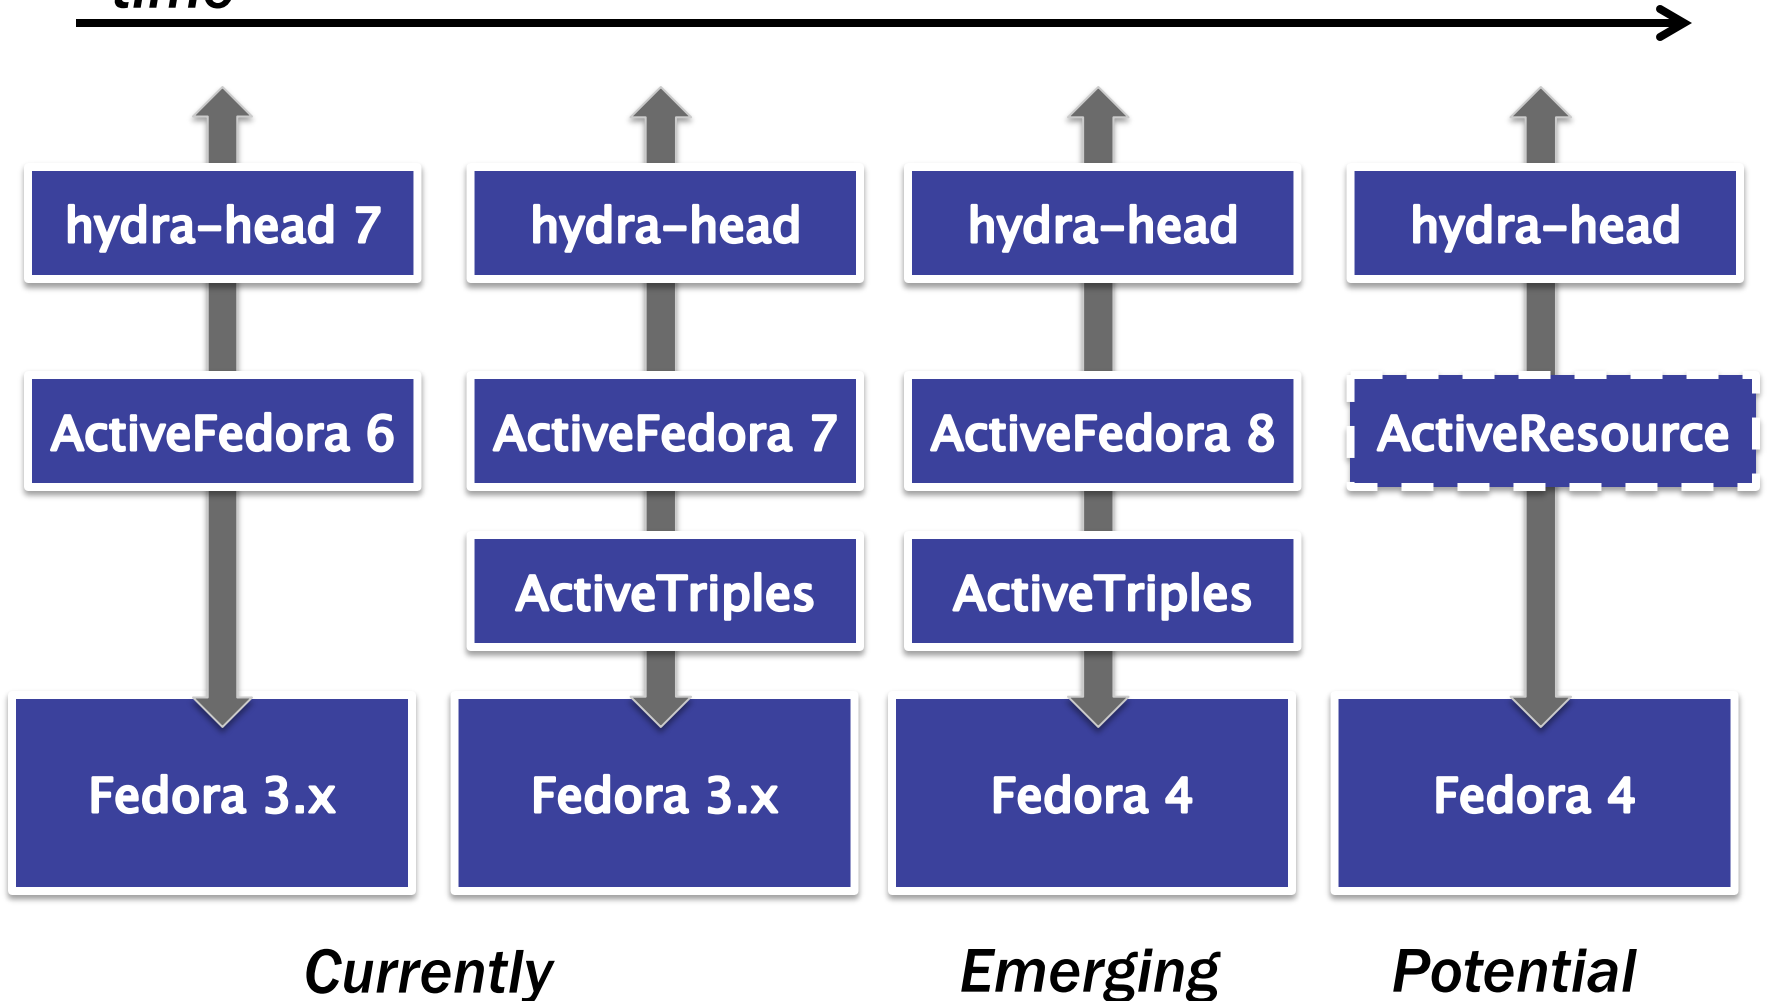 time
hydra-head 7
hydra-head
hydra-head
hydra-head
ActiveFedora 6
ActiveFedora 7
ActiveFedora 8
ActiveResource
ActiveTriples
ActiveTriples
Fedora 3.x
Fedora 3.x
Fedora 4
Fedora 4
Currently
Emerging
Potential